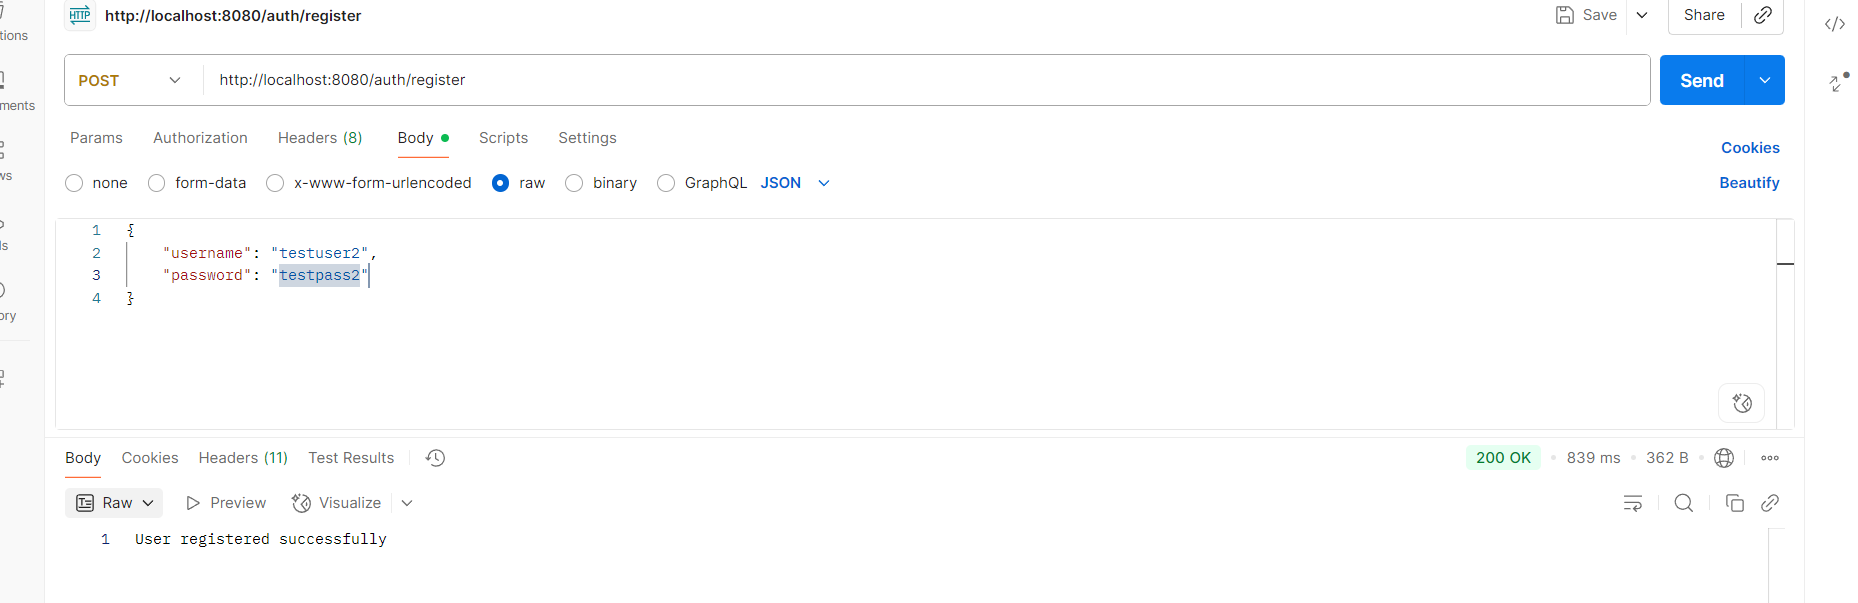 HTTP http://localhost:8080/auth/register Save Share
tions
POST http://localhost:8080/auth/register Send
ments
Params Authorization Headers (8) Body Scripts Settings Cookies
ws
none form-data x-www-form-urlencoded raw binary GraphQL JSON Beautify
1 {
ls
2 "username": "testuser2",
3 "password": "testpass2"
4 }
ory
Body Cookies Headers (11) Test Results 200 OK 839 ms 362 B
Raw Preview Visualize
1 User registered successfully